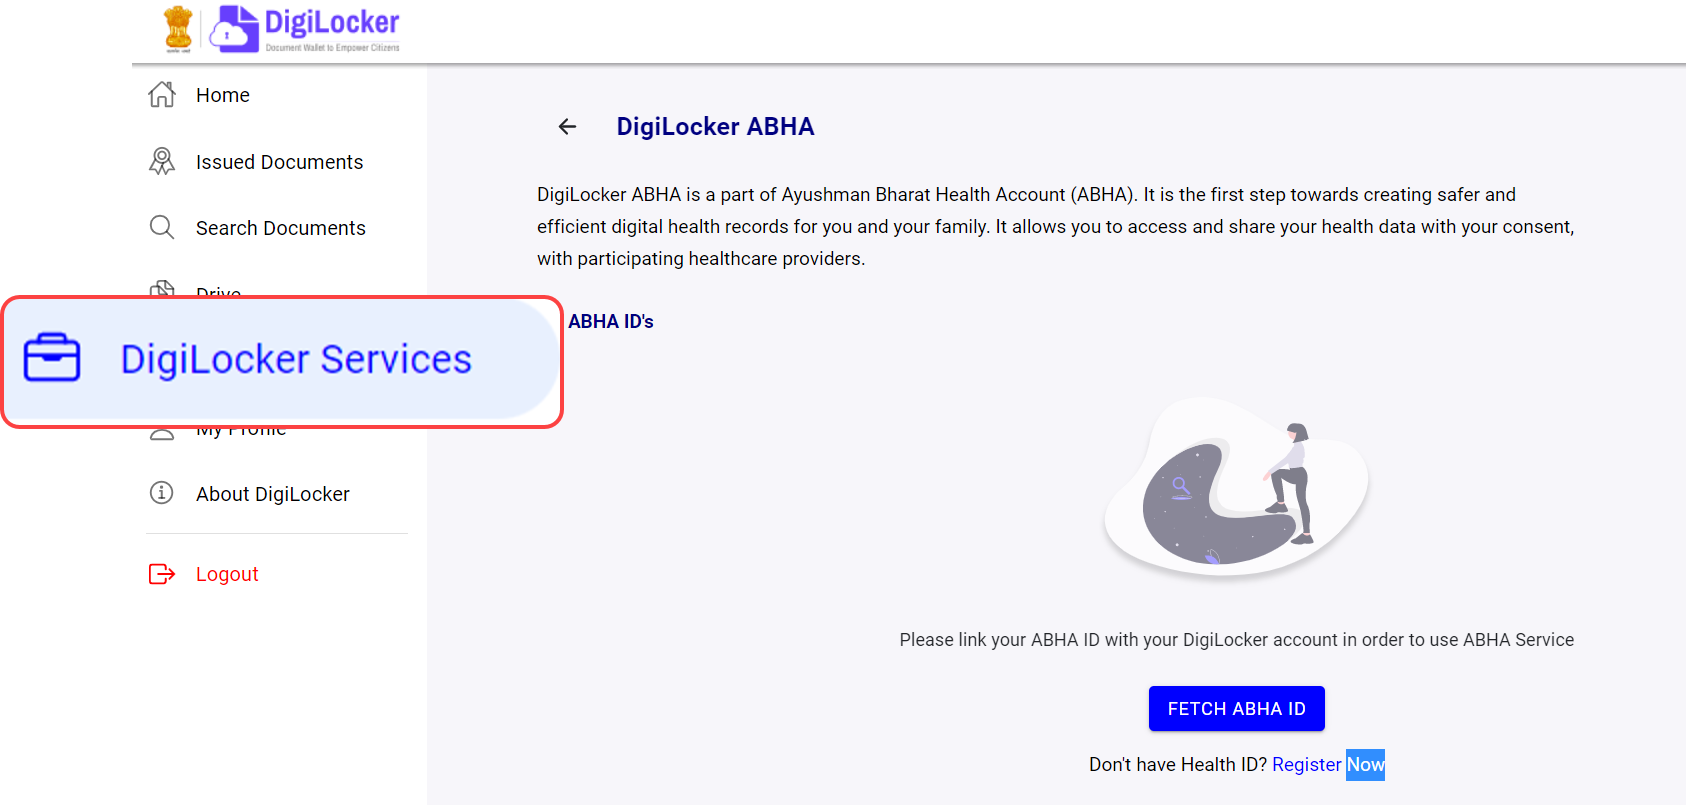 DigiLocker
Document Wallet to Empower Citizens
Home
Issued Documents
Search Documents
Drive
DigiLocker Services
My Profile
About DigiLocker
Logout
DigiLocker ABHA
DigiLocker ABHA is a part of Ayushman Bharat Health Account (ABHA). It is the first step towards creating safer and
efficient digital health records for you and your family. It allows you to access and share your health data with your consent,
with participating healthcare providers.
ABHA ID's
Please link your ABHA ID with your DigiLocker account in order to use ABHA Service
FETCH ABHA ID
Don't have Health ID? Register Now